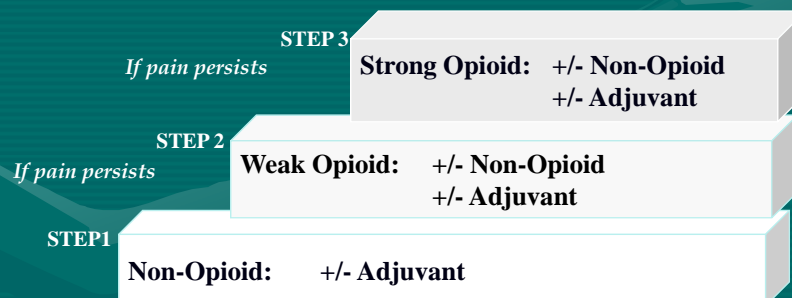 STEP 3
If pain persists
Strong Opioid: +/- Non-Opioid
+/- Adjuvant
STEP 2
If pain persists
Weak Opioid: +/- Non-Opioid
+/- Adjuvant
STEP1
Non-Opioid: +/- Adjuvant